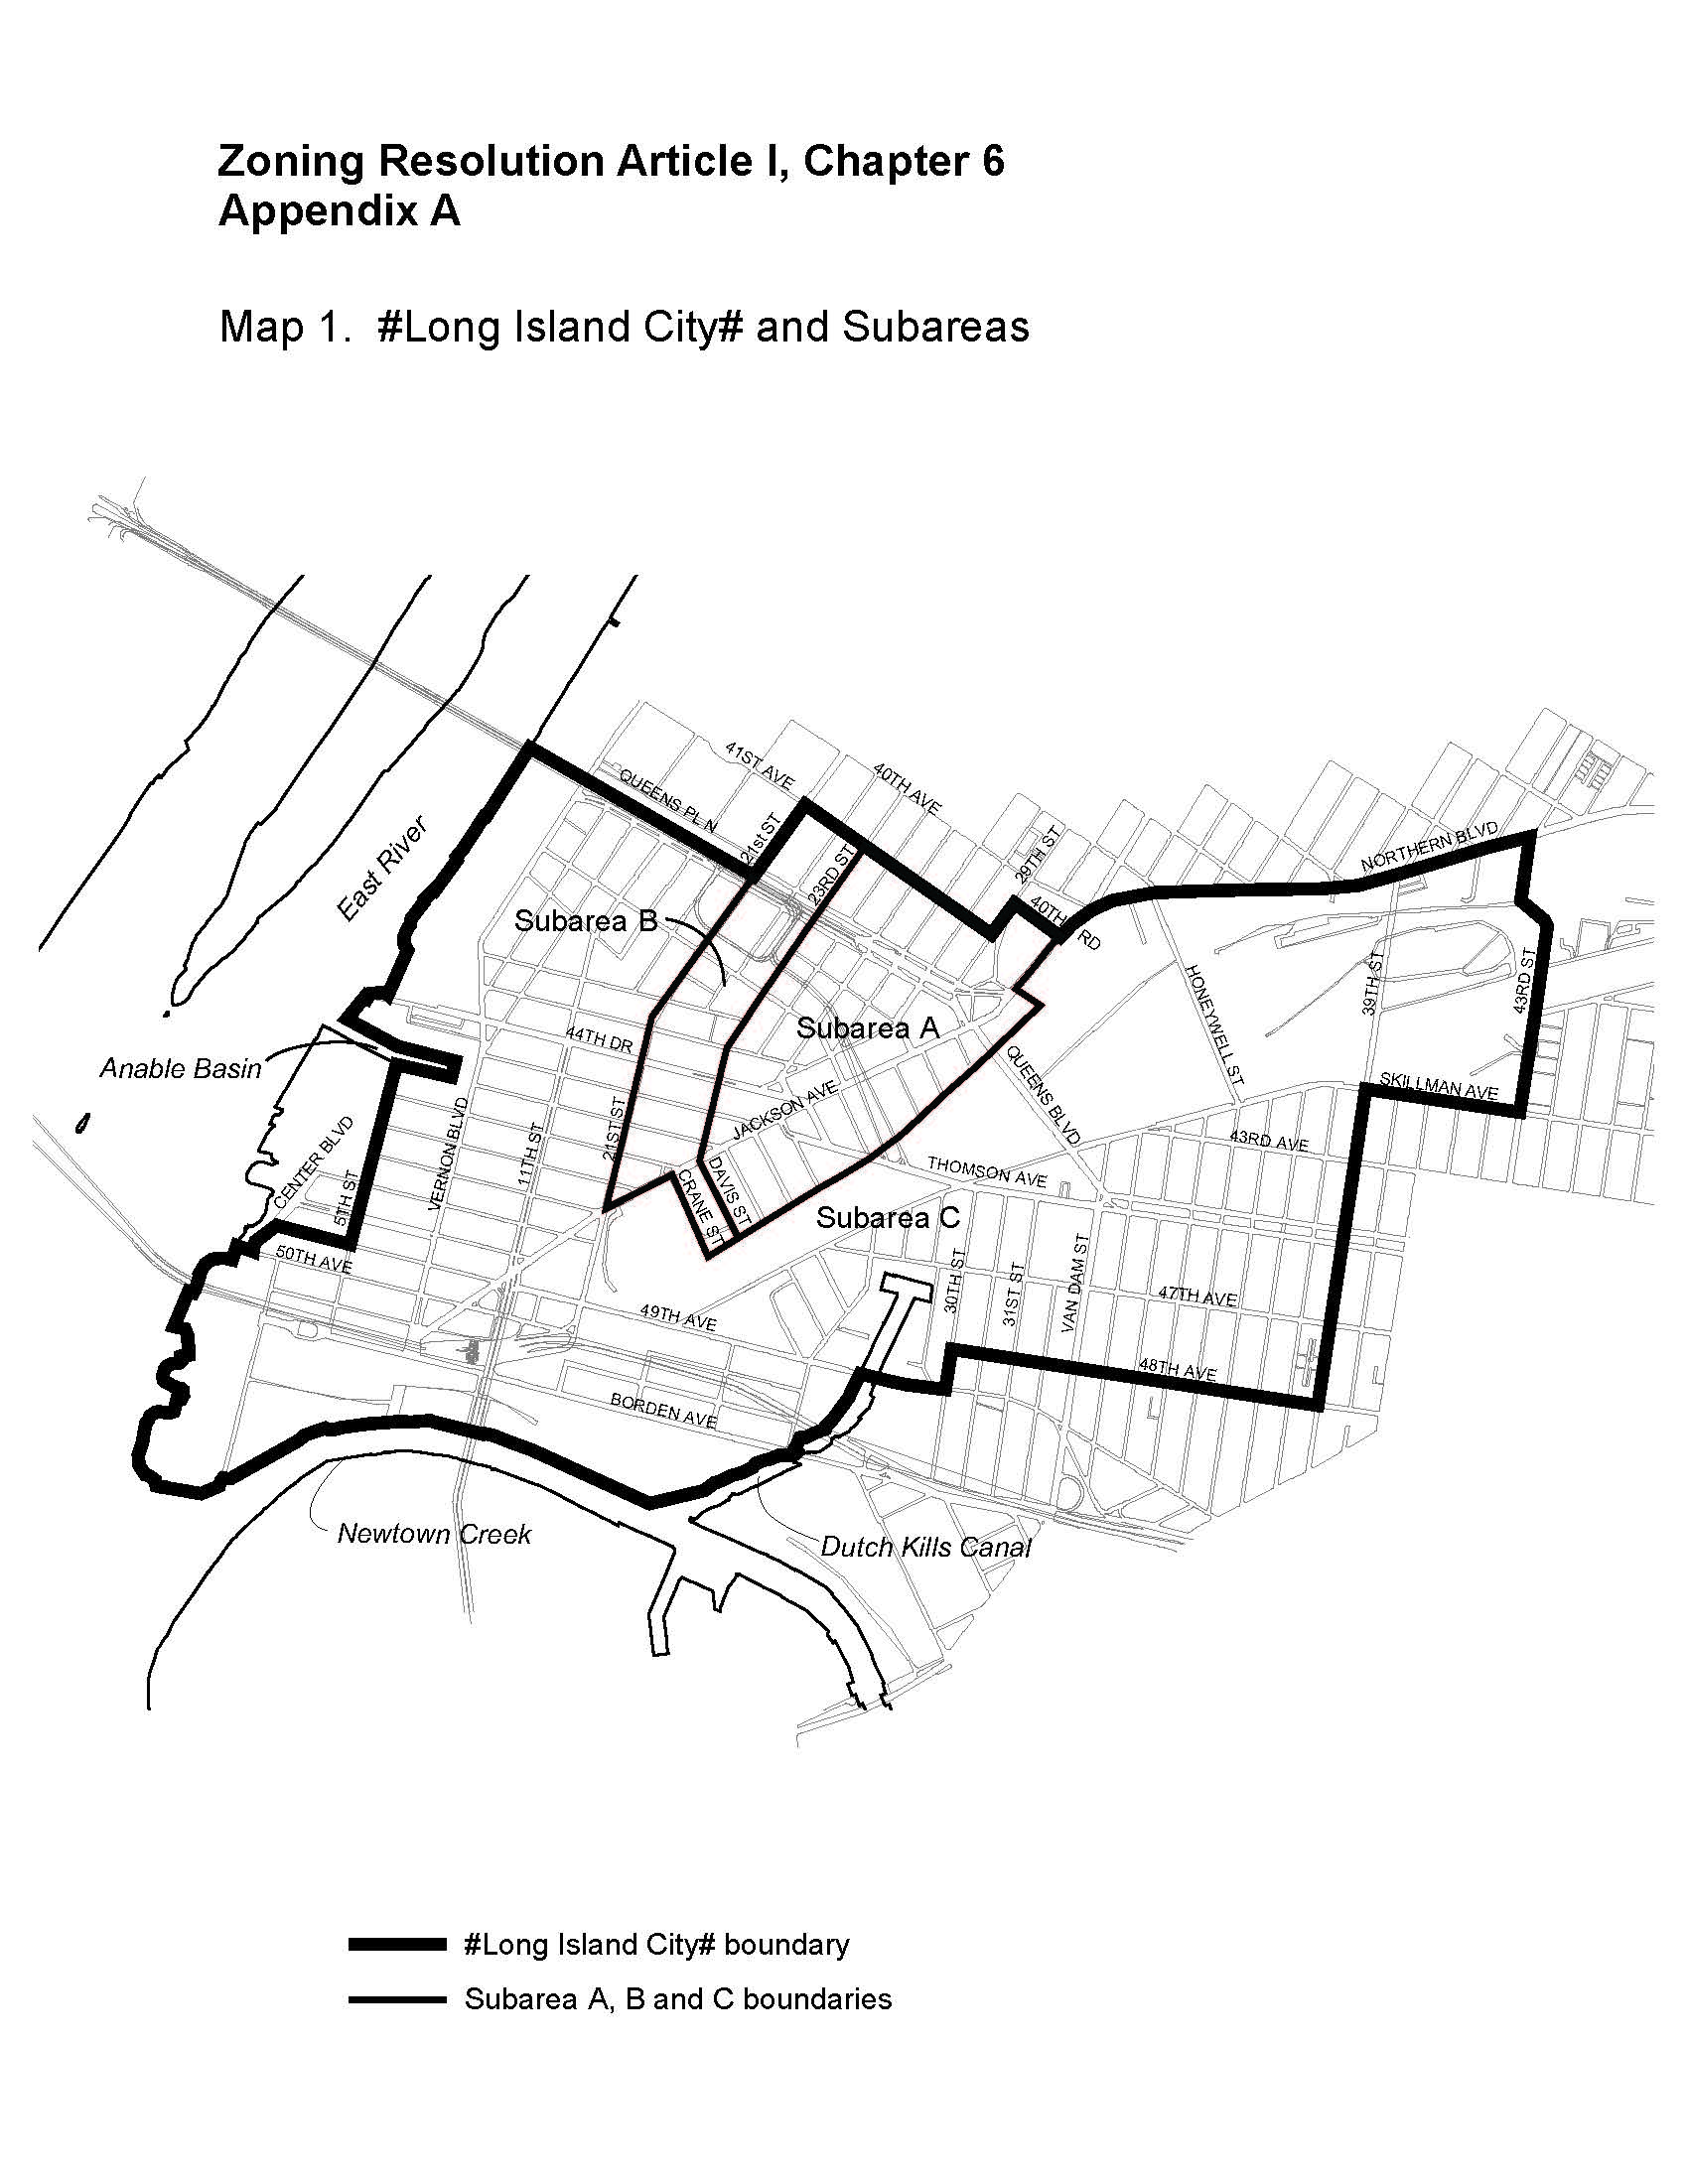 Zoning Resolution Article I, Chapter 6
Appendix A
Map 1. #Long Island City# and Subareas
41ST AVE
40TH AVE
QUEENS PL N
21st ST
23RD ST
29TH ST
NORTHERN BLVD
East River
40TH RD
Subarea B
HONEYWELL ST
39TH ST
43RD ST
Subarea A
44TH DR
Anable Basin
QUEENS BLVD
SKILLMAN AVE
JACKSON AVE
CENTER BLVD
VERNON BLVD
11TH ST
21ST ST
43RD AVE
5TH ST
CRANE ST
DAVIS ST
THOMSON AVE
Subarea C
50TH AVE
30TH ST
31ST ST
VAN DAM ST
47TH AVE
49TH AVE
48TH AVE
BORDEN AVE
Newtown Creek
Dutch Kills Canal
#Long Island City# boundary
Subarea A, B and C boundaries